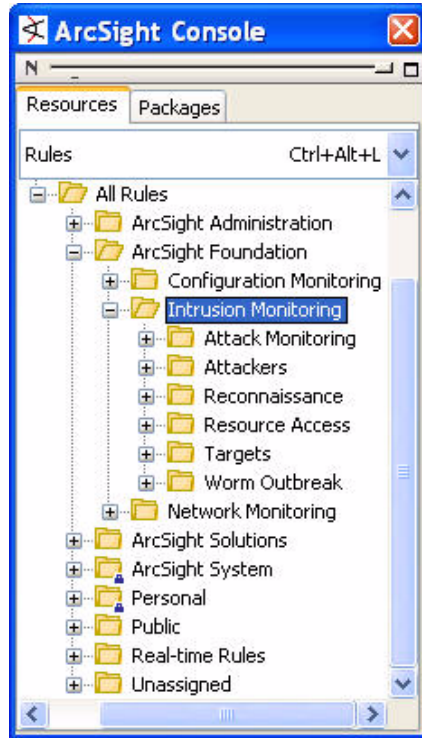 ArcSight Console
N
Resources Packages
Rules Ctrl+Alt+L
All Rules
ArcSight Administration
ArcSight Foundation
Configuration Monitoring
Intrusion Monitoring
Attack Monitoring
Attackers
Reconnaissance
Resource Access
Targets
Worm Outbreak
Network Monitoring
ArcSight Solutions
ArcSight System
Personal
Public
Real-time Rules
Unassigned